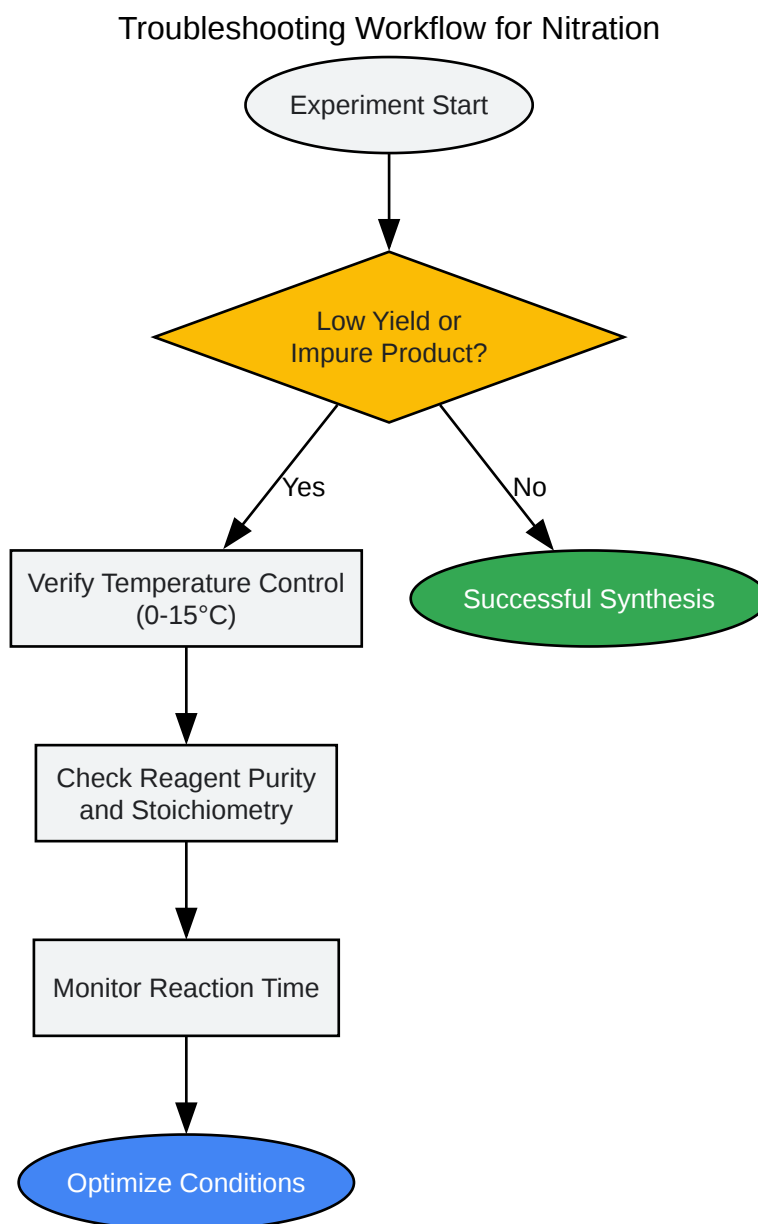 Troubleshooting Workflow for Nitration
Experiment Start
Low Yield or
Impure Product?
Yes
No
Verify Temperature Control
(0-15°C)
Successful Synthesis
Check Reagent Purity
and Stoichiometry
Monitor Reaction Time
Optimize Conditions